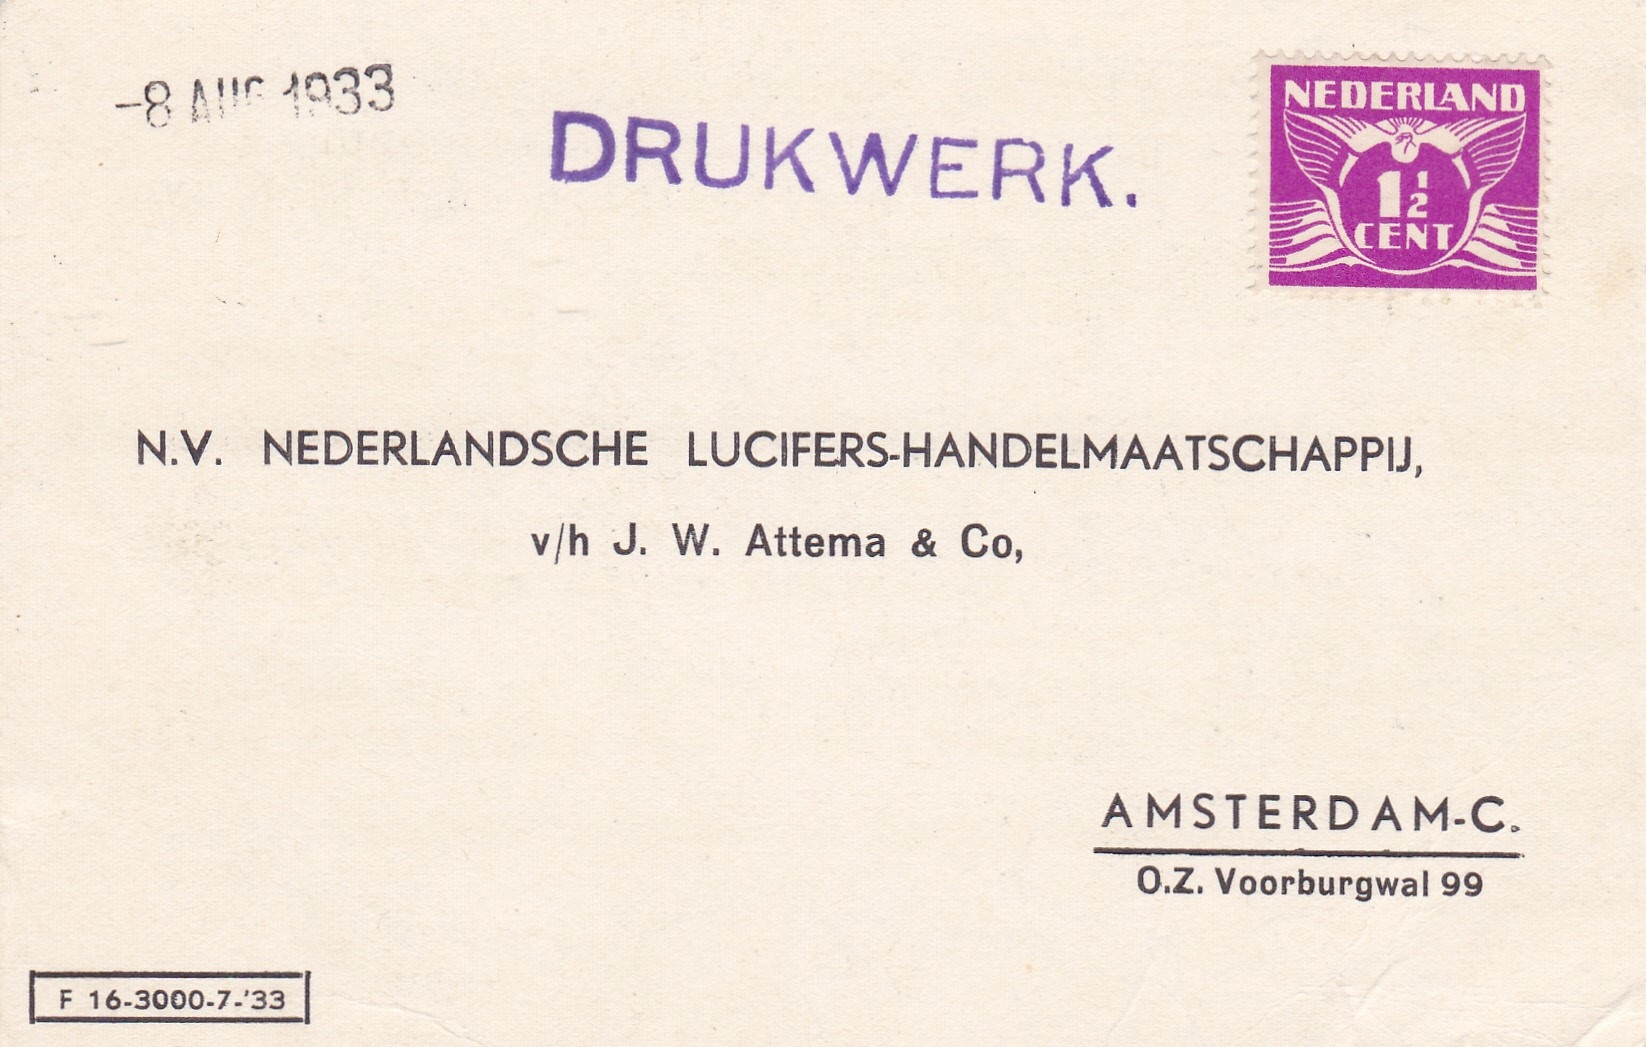 -8 AUG 1933
DRUKWERK.
NEDERLAND
1 1/2
CENT
N.V. NEDERLANDSCHE LUCIFERS-HANDELMAATSCHAPPIJ,
v/h J. W. Attema & Co,
AMSTERDAM-C.
O.Z. Voorburgwal 99
F 16-3000-7-'33